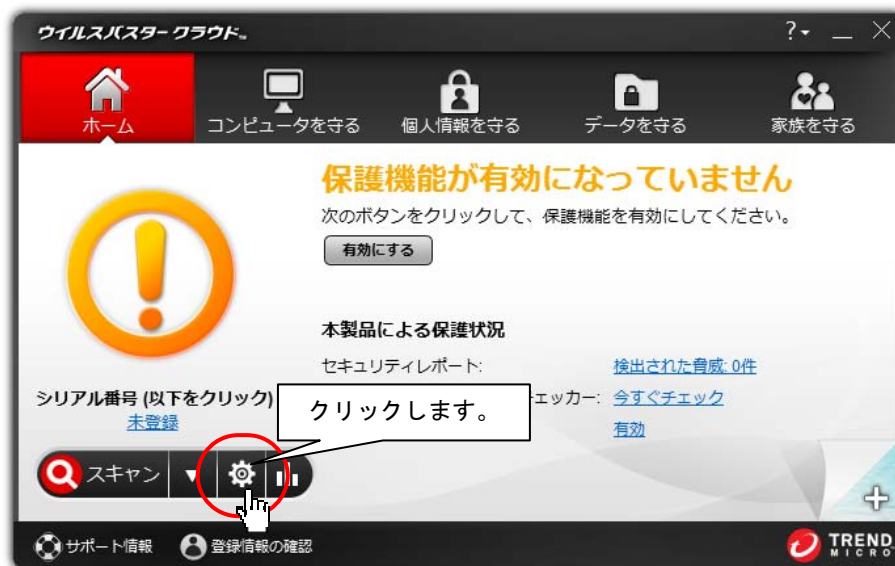 ウイルスバスター クラウド™
?
ホーム
コンピュータを守る
個人情報を守る
データを守る
家族を守る
保護機能が有効になっていません
次のボタンをクリックして、保護機能を有効にしてください。
有効にする
本製品による保護状況
セキュリティレポート:
検出された脅威: 0件
シリアル番号 (以下をクリック)
未登録
クリックします。
ェッカー:
今すぐチェック
有効
スキャン
サポート情報
登録情報の確認
TREND
MICRO